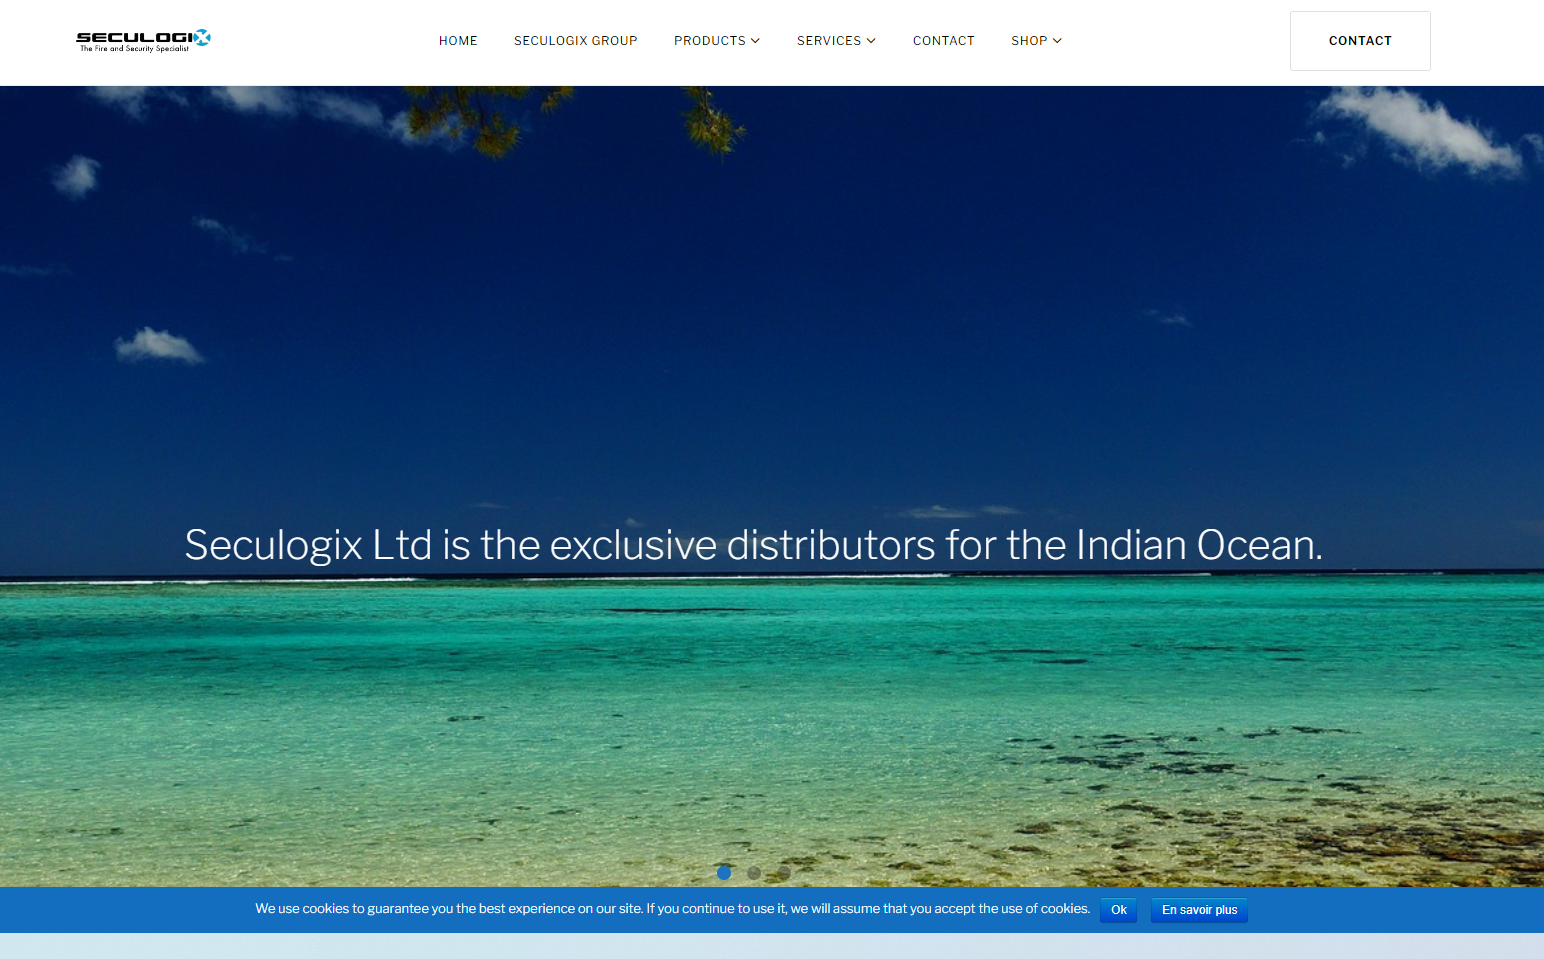 SECULOGIX
The Fire and Security Specialist
HOME
SECULOGIX GROUP
PRODUCTS
SERVICES
CONTACT
SHOP
CONTACT
Seculogix Ltd is the exclusive distributors for the Indian Ocean.
We use cookies to guarantee you the best experience on our site. If you continue to use it, we will assume that you accept the use of cookies.
Ok
En savoir plus